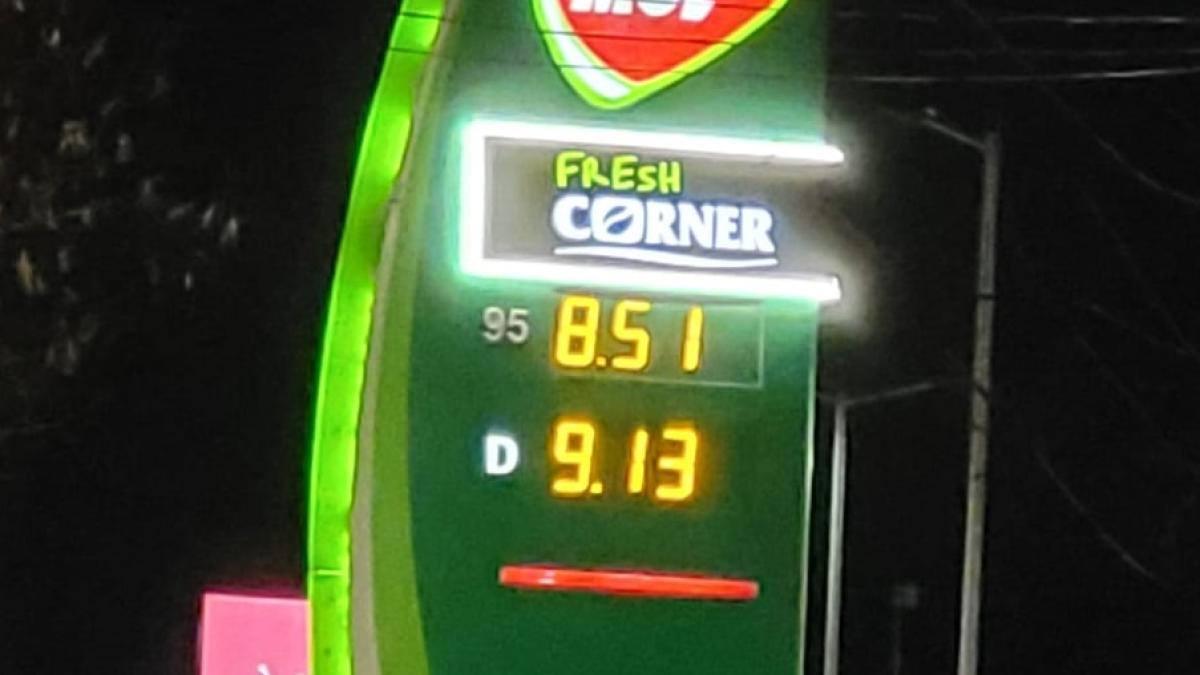 FRESH
CORNER
95 8.51
D 9.13